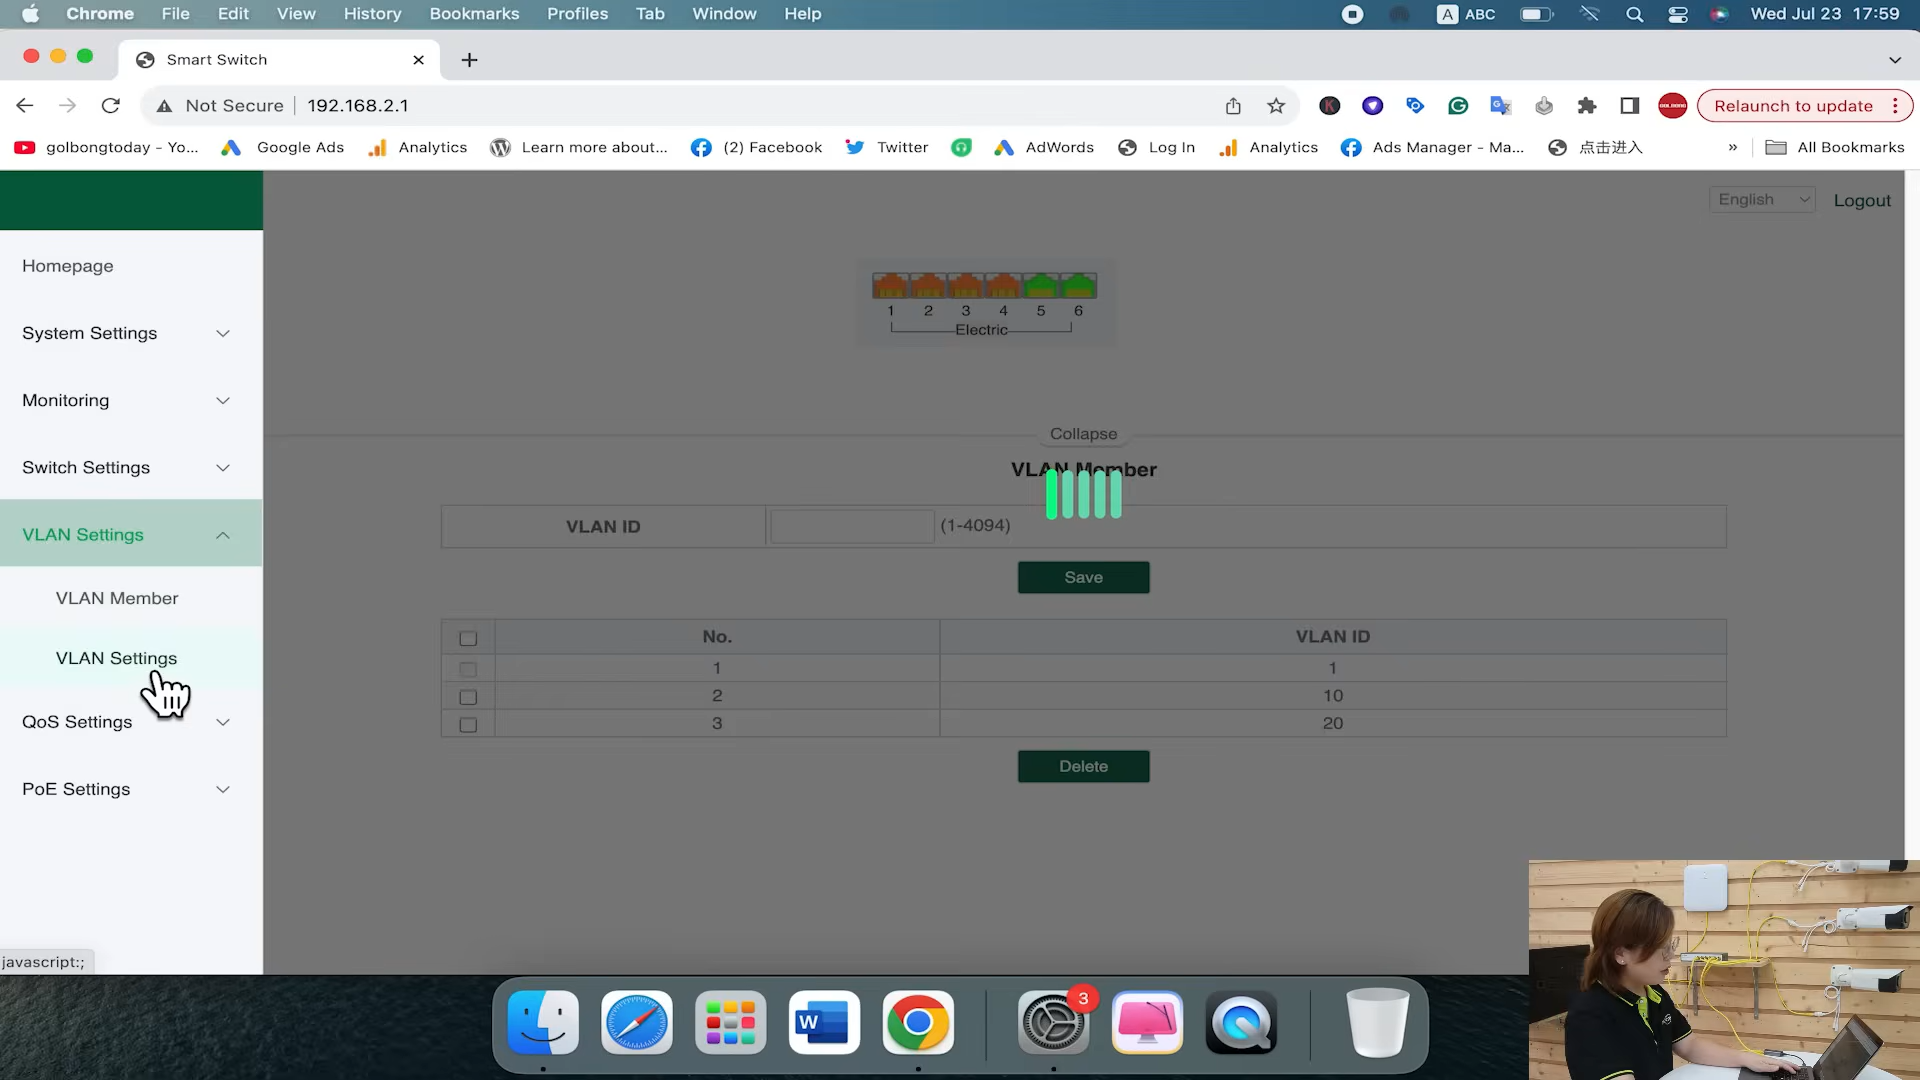 Chrome File Edit View History Bookmarks Profiles Tab Window Help A ABC Wed Jul 23 17:59
Smart Switch
Not Secure 192.168.2.1 Relaunch to update
golbongtoday - Yo... Google Ads Analytics Learn more about... (2) Facebook Twitter AdWords Log In Analytics Ads Manager - Ma... 点击进入 » All Bookmarks
English Logout
Homepage
System Settings
Monitoring
Switch Settings
VLAN Settings
VLAN Member
VLAN Settings
QoS Settings
PoE Settings
1 2 3 4 5 6
Electric
Collapse
VLAN Member
VLAN ID (1-4094)
Save
No. VLAN ID
1 1
2 10
3 20
Delete
javascript:;
W
3